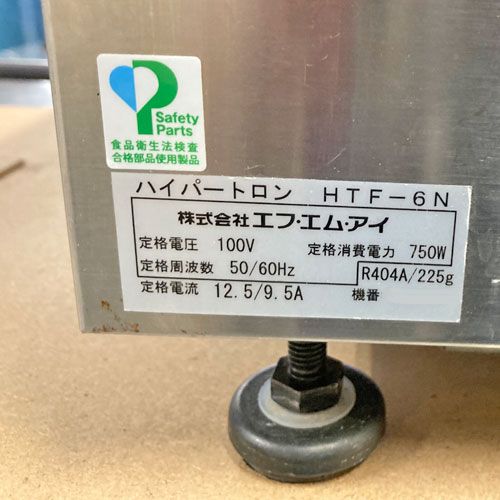 Safety
Parts
食品衛生法検査
合格部品使用製品
ハイパートロン HTF-6N
株式会社エフ・エム・アイ
定格電圧 100V 定格消費電力 750W
定格周波数 50/60Hz R404A/225g
定格電流 12.5/9.5A 機番